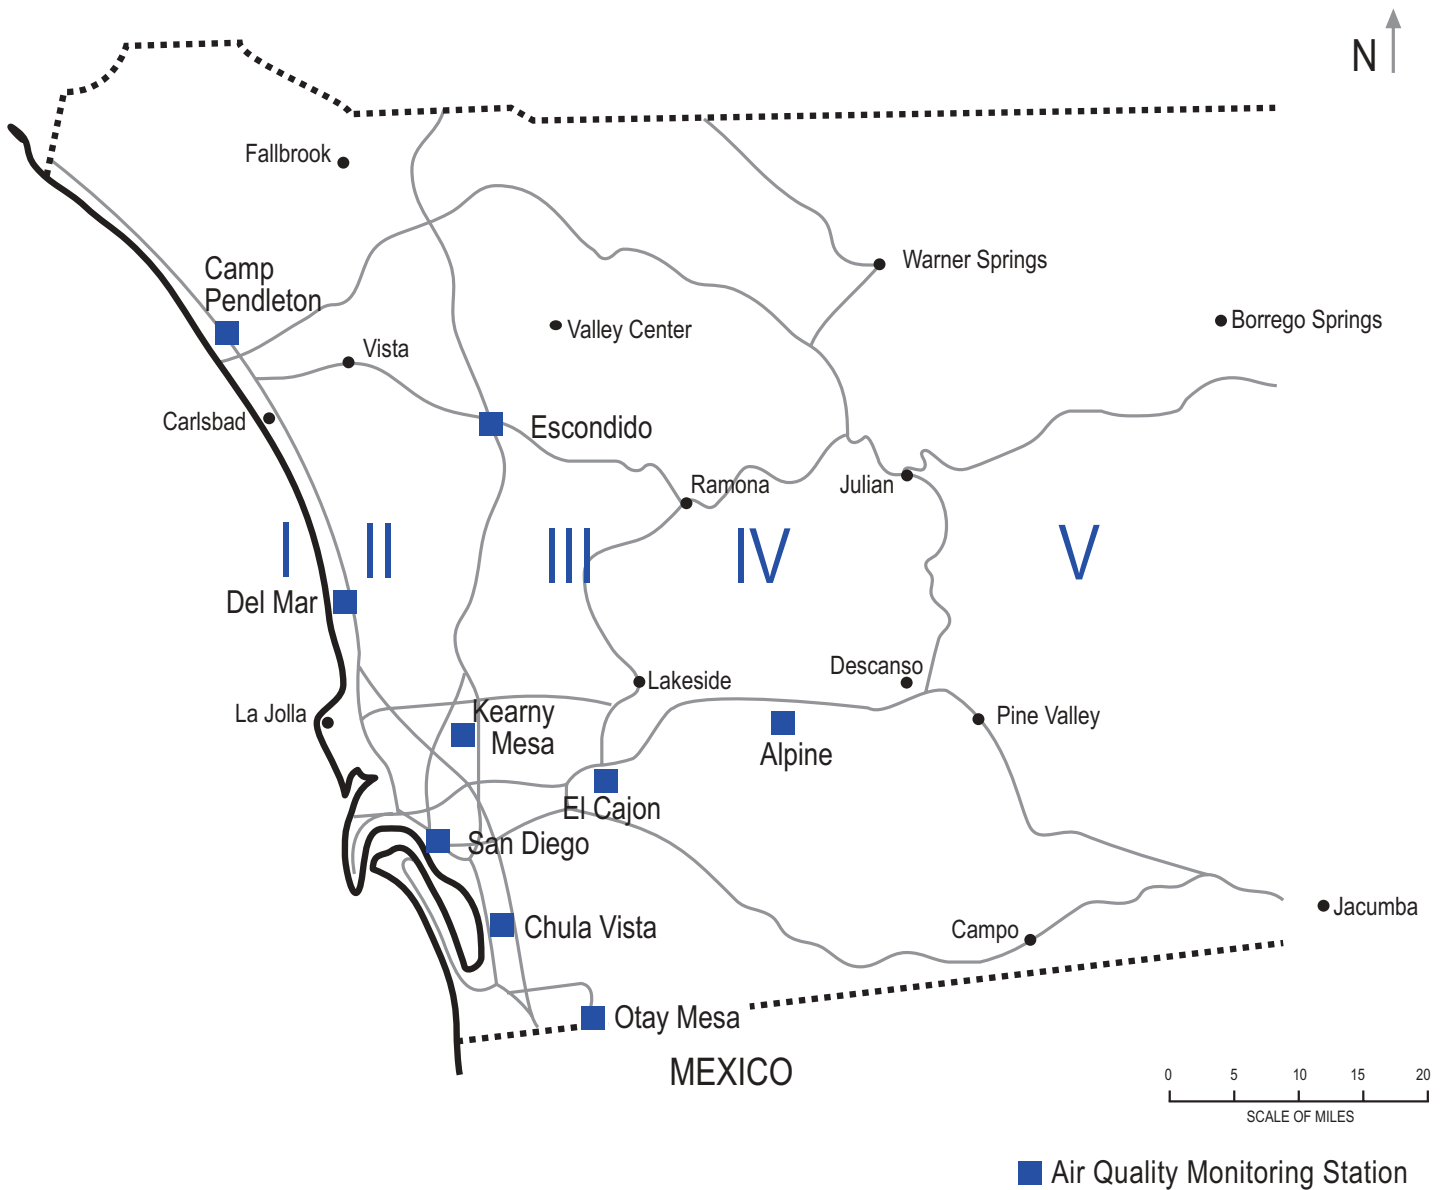 N
Fallbrook
Camp
Pendleton
Warner Springs
Borrego Springs
Valley Center
Vista
Carlsbad
Escondido
Ramona
Julian
I
II
III
IV
V
Del Mar
Descanso
Lakeside
La Jolla
Kearny
Mesa
Pine Valley
Alpine
El Cajon
San Diego
Jacumba
Chula Vista
Campo
Otay Mesa
MEXICO
0 5 10 15 20
SCALE OF MILES
Air Quality Monitoring Station